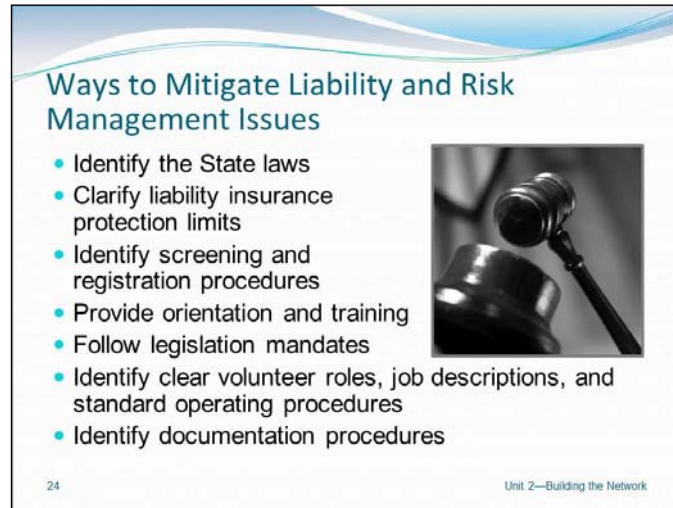 Ways to Mitigate Liability and Risk
Management Issues
• Identify the State laws
• Clarify liability insurance
protection limits
• Identify screening and
registration procedures
• Provide orientation and training
• Follow legislation mandates
• Identify clear volunteer roles, job descriptions, and
standard operating procedures
• Identify documentation procedures
24
Unit 2—Building the Network